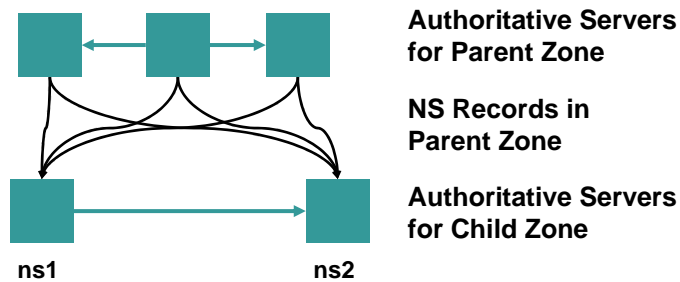 Authoritative Servers
for Parent Zone
NS Records in
Parent Zone
Authoritative Servers
for Child Zone
ns1
ns2